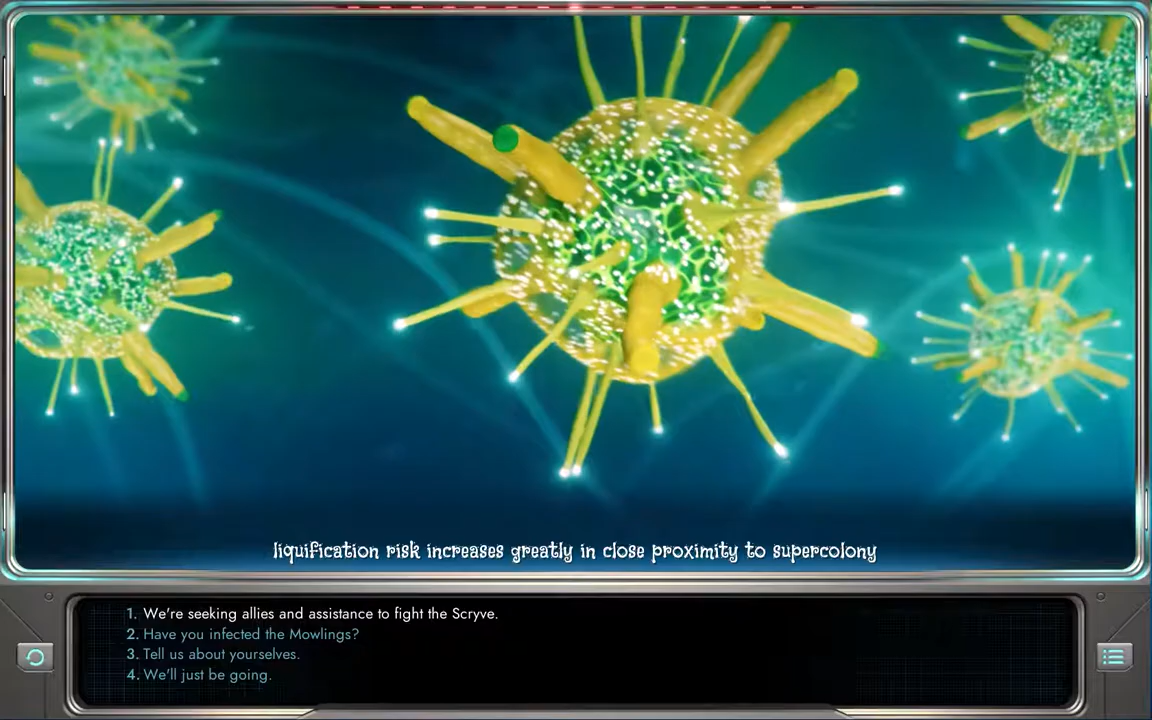 liquification risk increases greatly in close proximity to supercolony
1. We're seeking allies and assistance to fight the Scryve.
2. Have you infected the Mowlings?
3. Tell us about yourselves.
4. We'll just be going.